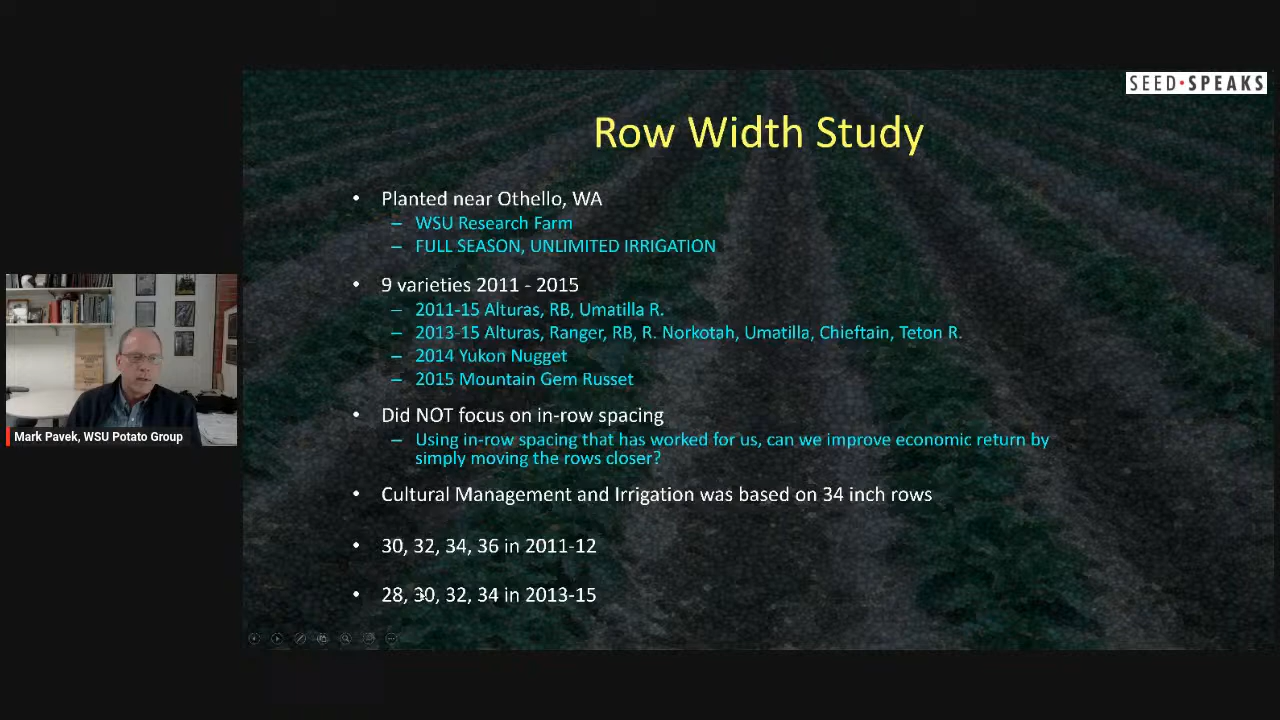 SEED•SPEAKS
Row Width Study
• Planted near Othello, WA
– WSU Research Farm
– FULL SEASON, UNLIMITED IRRIGATION
• 9 varieties 2011 - 2015
– 2011-15 Alturas, RB, Umatilla R.
– 2013-15 Alturas, Ranger, RB, R. Norkotah, Umatilla, Chieftain, Teton R.
– 2014 Yukon Nugget
– 2015 Mountain Gem Russet
• Did NOT focus on in-row spacing
– Using in-row spacing that has worked for us, can we improve economic return by
simply moving the rows closer?
• Cultural Management and Irrigation was based on 34 inch rows
• 30, 32, 34, 36 in 2011-12
• 28, 30, 32, 34 in 2013-15
Mark Pavek, WSU Potato Group